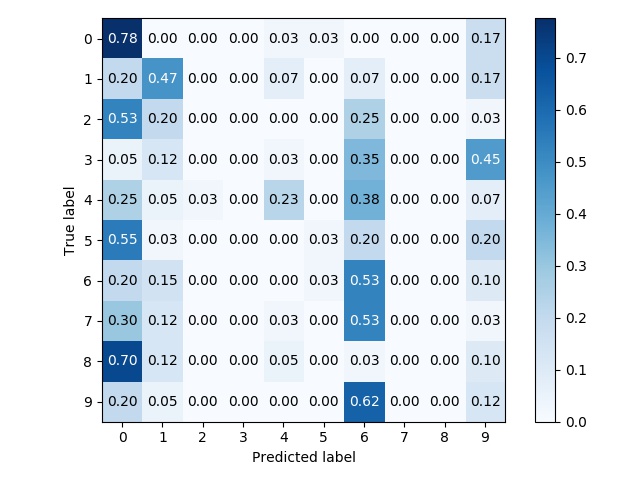 0 0.78 0.00 0.00 0.00 0.03 0.03 0.00 0.00 0.00 0.17
1 0.20 0.47 0.00 0.00 0.07 0.00 0.07 0.00 0.00 0.17
2 0.53 0.20 0.00 0.00 0.00 0.00 0.25 0.00 0.00 0.03
3 0.05 0.12 0.00 0.00 0.03 0.00 0.35 0.00 0.00 0.45
4 0.25 0.05 0.03 0.00 0.23 0.00 0.38 0.00 0.00 0.07
5 0.55 0.03 0.00 0.00 0.00 0.03 0.20 0.00 0.00 0.20
6 0.20 0.15 0.00 0.00 0.00 0.03 0.53 0.00 0.00 0.10
7 0.30 0.12 0.00 0.00 0.03 0.00 0.53 0.00 0.00 0.03
8 0.70 0.12 0.00 0.00 0.05 0.00 0.03 0.00 0.00 0.10
9 0.20 0.05 0.00 0.00 0.00 0.00 0.62 0.00 0.00 0.12
0 1 2 3 4 5 6 7 8 9
Predicted label
True label
0.7
0.6
0.5
0.4
0.3
0.2
0.1
0.0